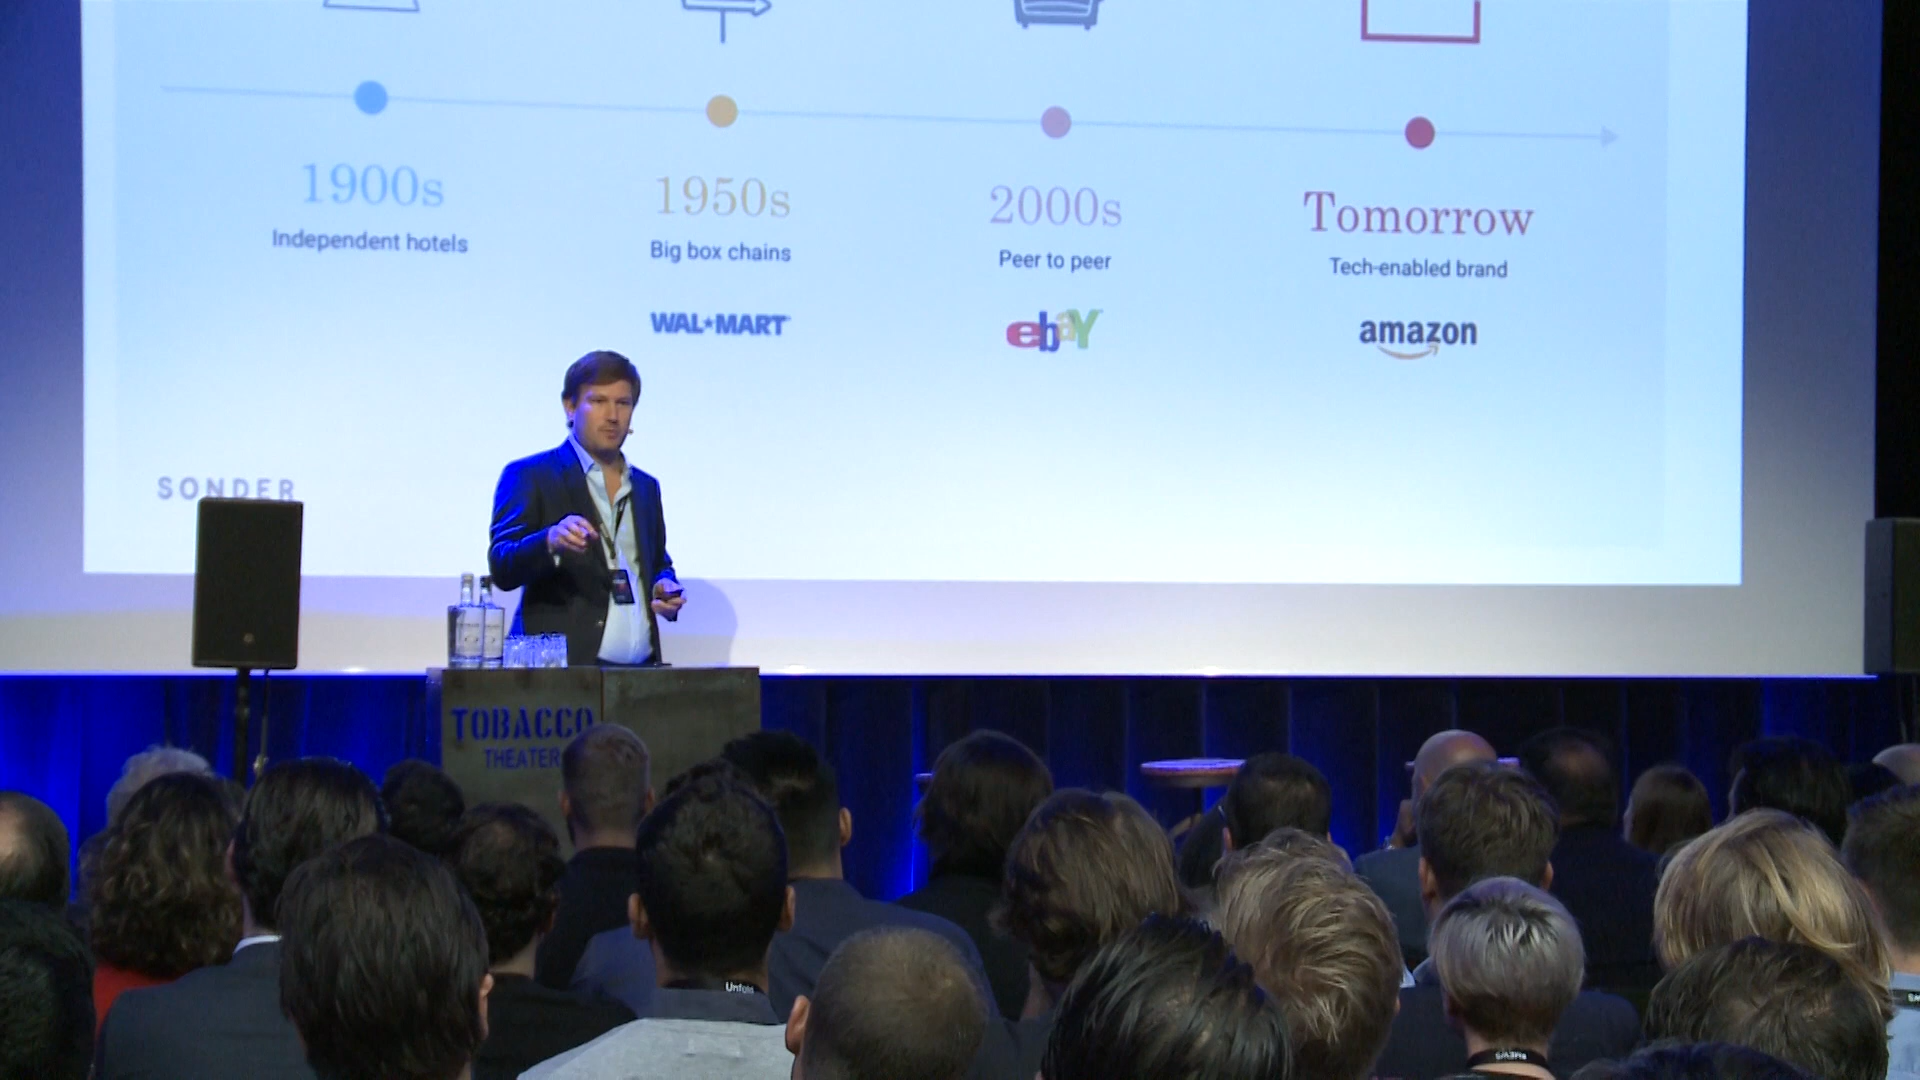 1900s
1950s
2000s
Tomorrow
Independent hotels
Big box chains
Peer to peer
Tech-enabled brand
WAL★MART
ebaY
amazon
SONDER
TOBACCO
THEATER
Unfold